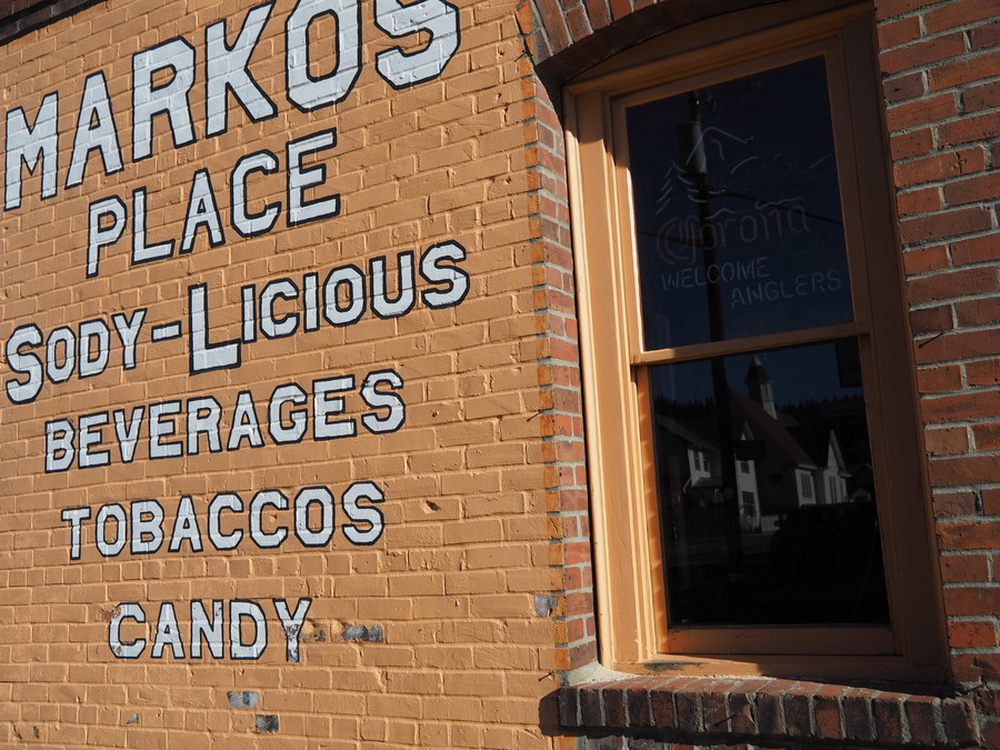 MARKOS
PLACE
SODY-LICIOUS
BEVERAGES
TOBACCOS
CANDY
Corona
WELCOME
ANGLERS